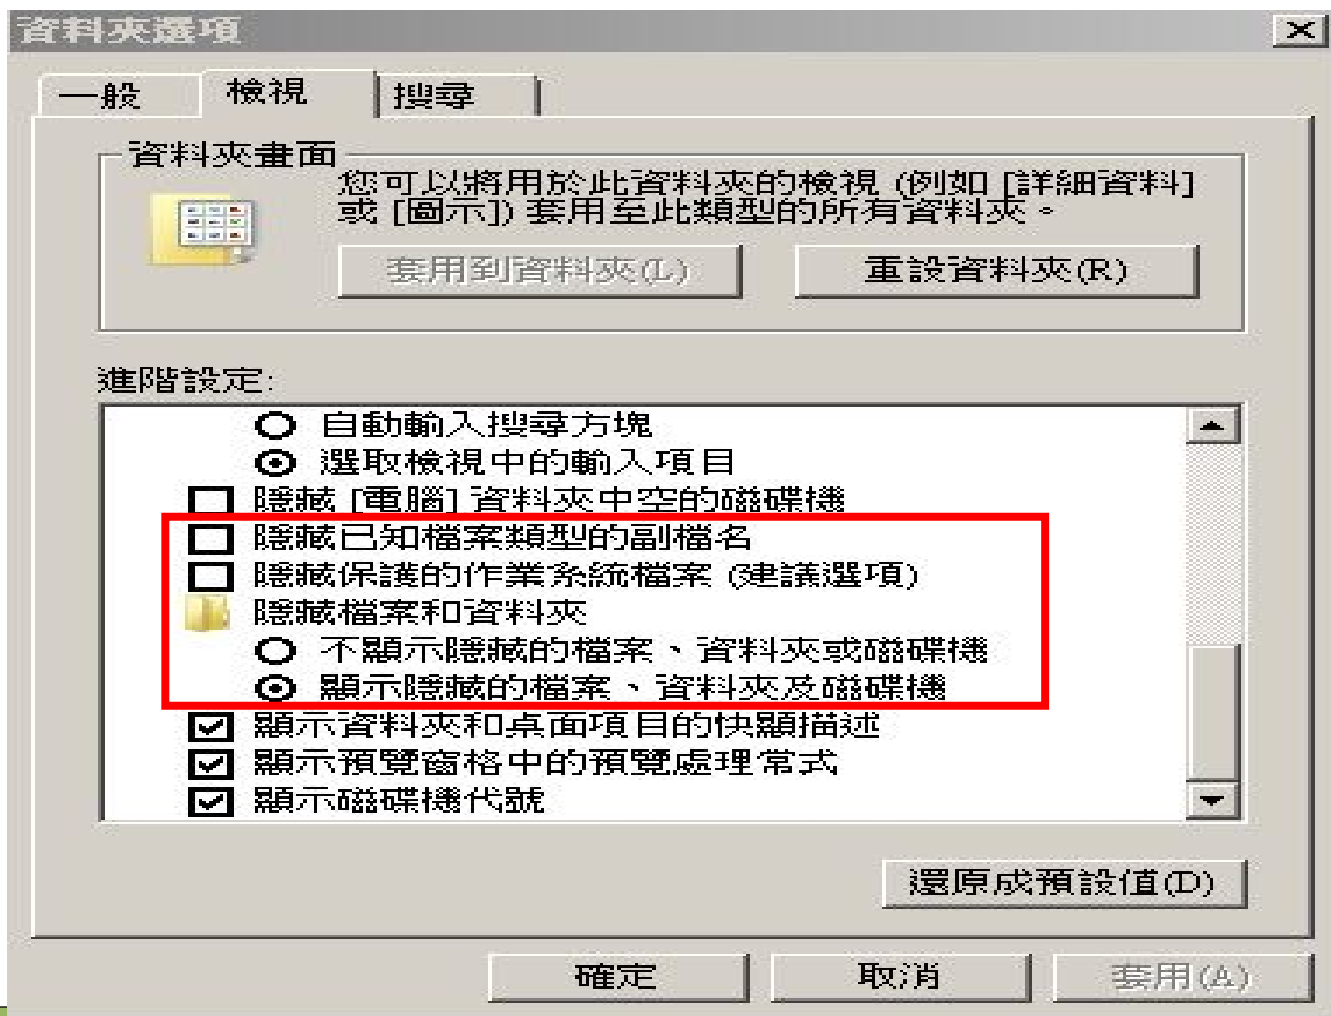 資料夾選項
一般
檢視
搜尋
資料夾畫面
您可以將用於此資料夾的檢視 (例如 [詳細資料]
或 [圖示]) 套用至此類型的所有資料夾。
套用到資料夾(L)
重設資料夾(R)
進階設定:
自動輸入搜尋方塊
選取檢視中的輸入項目
隱藏 [電腦] 資料夾中空的磁碟機
隱藏已知檔案類型的副檔名
隱藏保護的作業系統檔案 (建議選項)
隱藏檔案和資料夾
不顯示隱藏的檔案、資料夾或磁碟機
顯示隱藏的檔案、資料夾及磁碟機
顯示資料夾和桌面項目的快顯描述
顯示預覽窗格中的預覽處理常式
顯示磁碟機代號
還原成預設值(D)
確定
取消
套用(A)